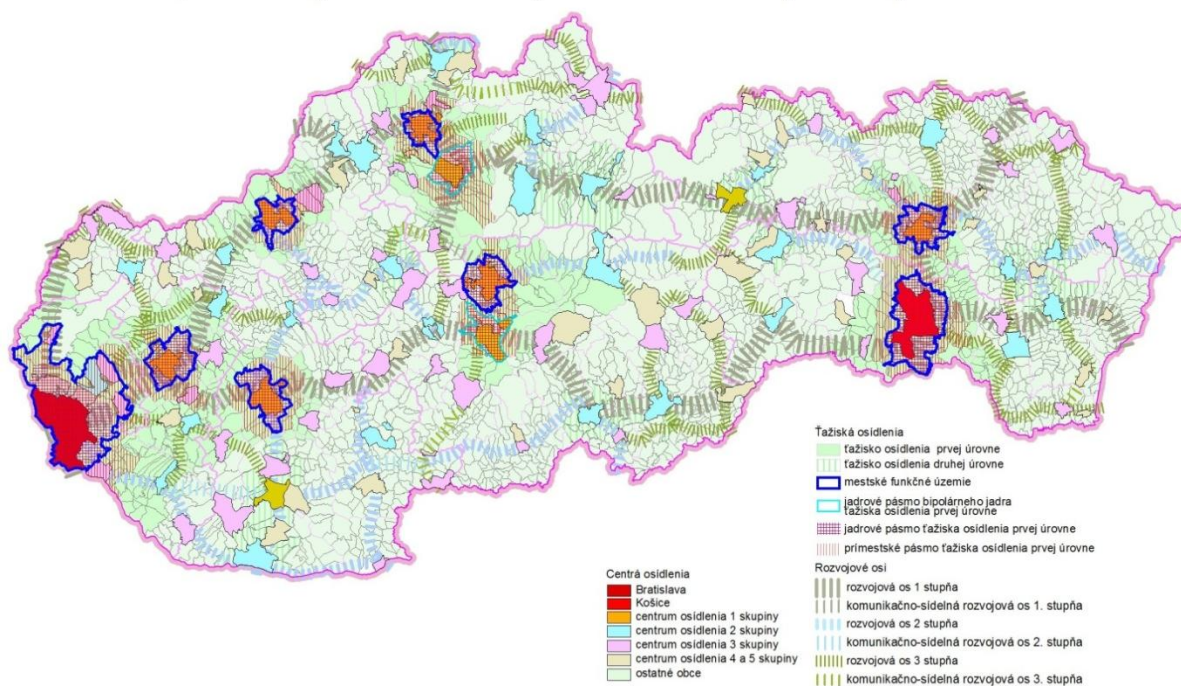 Ťažiská osídlenia
ťažisko osídlenia prvej úrovne
ťažisko osídlenia druhej úrovne
mestské funkčné územie
jadrové pásmo bipolárneho jadra
ťažiska osídlenia prvej úrovne
jadrové pásmo ťažiska osídlenia prvej úrovne
prímestské pásmo ťažiska osídlenia prvej úrovne
Rozvojové osi
rozvojová os 1 stupňa
komunikačno-sídelná rozvojová os 1. stupňa
rozvojová os 2 stupňa
komunikačno-sídelná rozvojová os 2. stupňa
rozvojová os 3 stupňa
komunikačno-sídelná rozvojová os 3. stupňa
Centrá osídlenia
Bratislava
Košice
centrum osídlenia 1 skupiny
centrum osídlenia 2 skupiny
centrum osídlenia 3 skupiny
centrum osídlenia 4 a 5 skupiny
ostatné obce